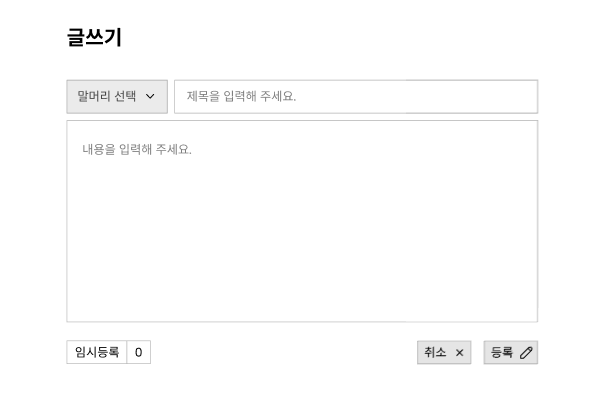 글쓰기
말머리 선택
제목을 입력해 주세요.
내용을 입력해 주세요.
임시등록 0
취소
등록